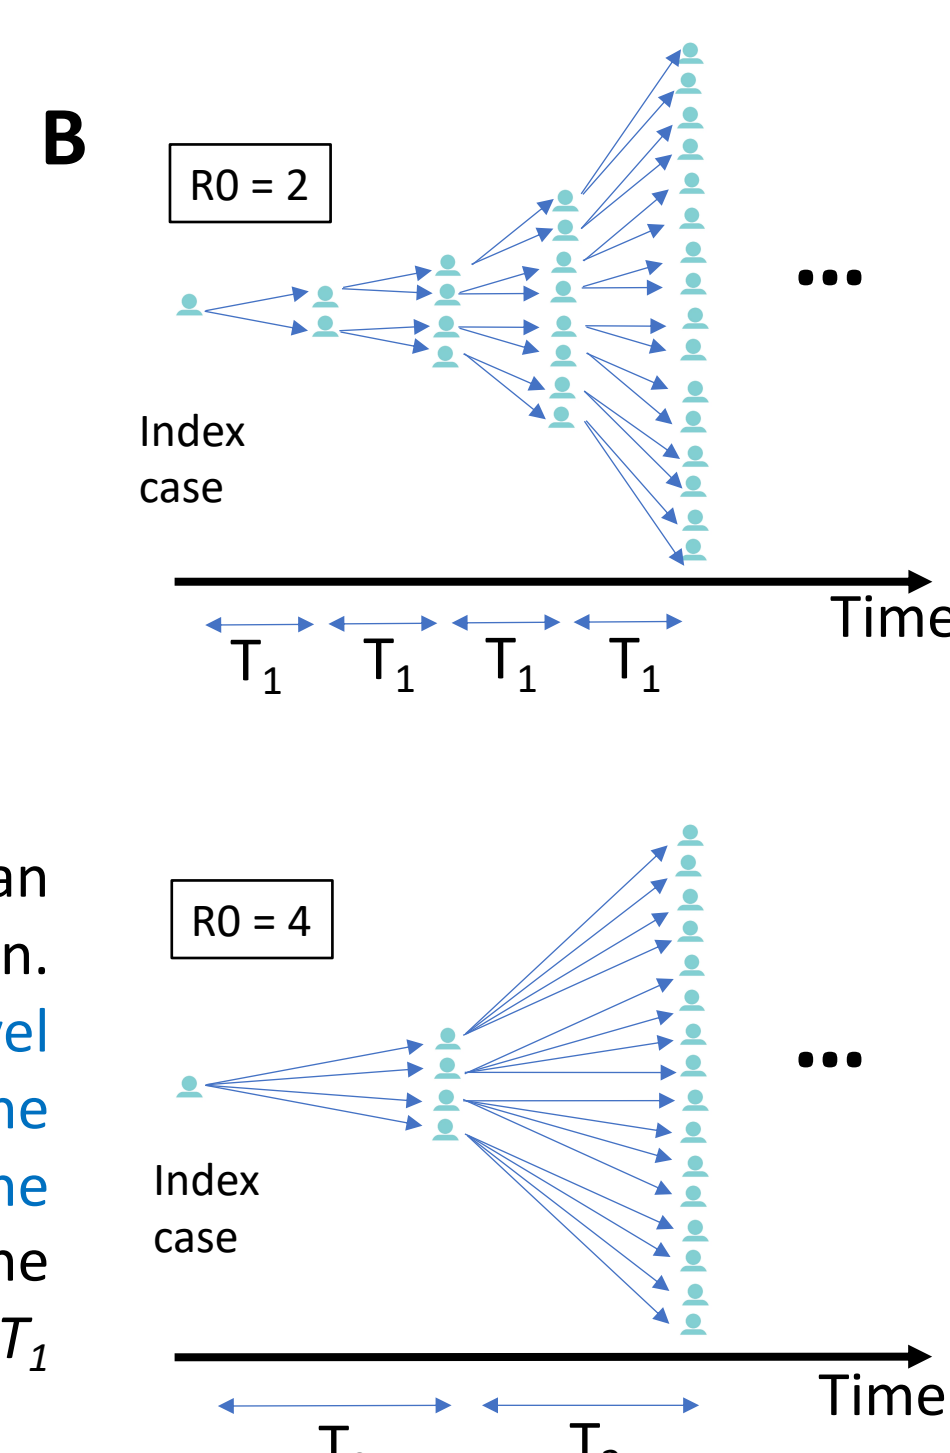 B
R0 = 2
Index
case
Time
T1 T1 T1 T1
an
n.
vel
ne
ne
ne
T1
R0 = 4
Index
case
Time
T T